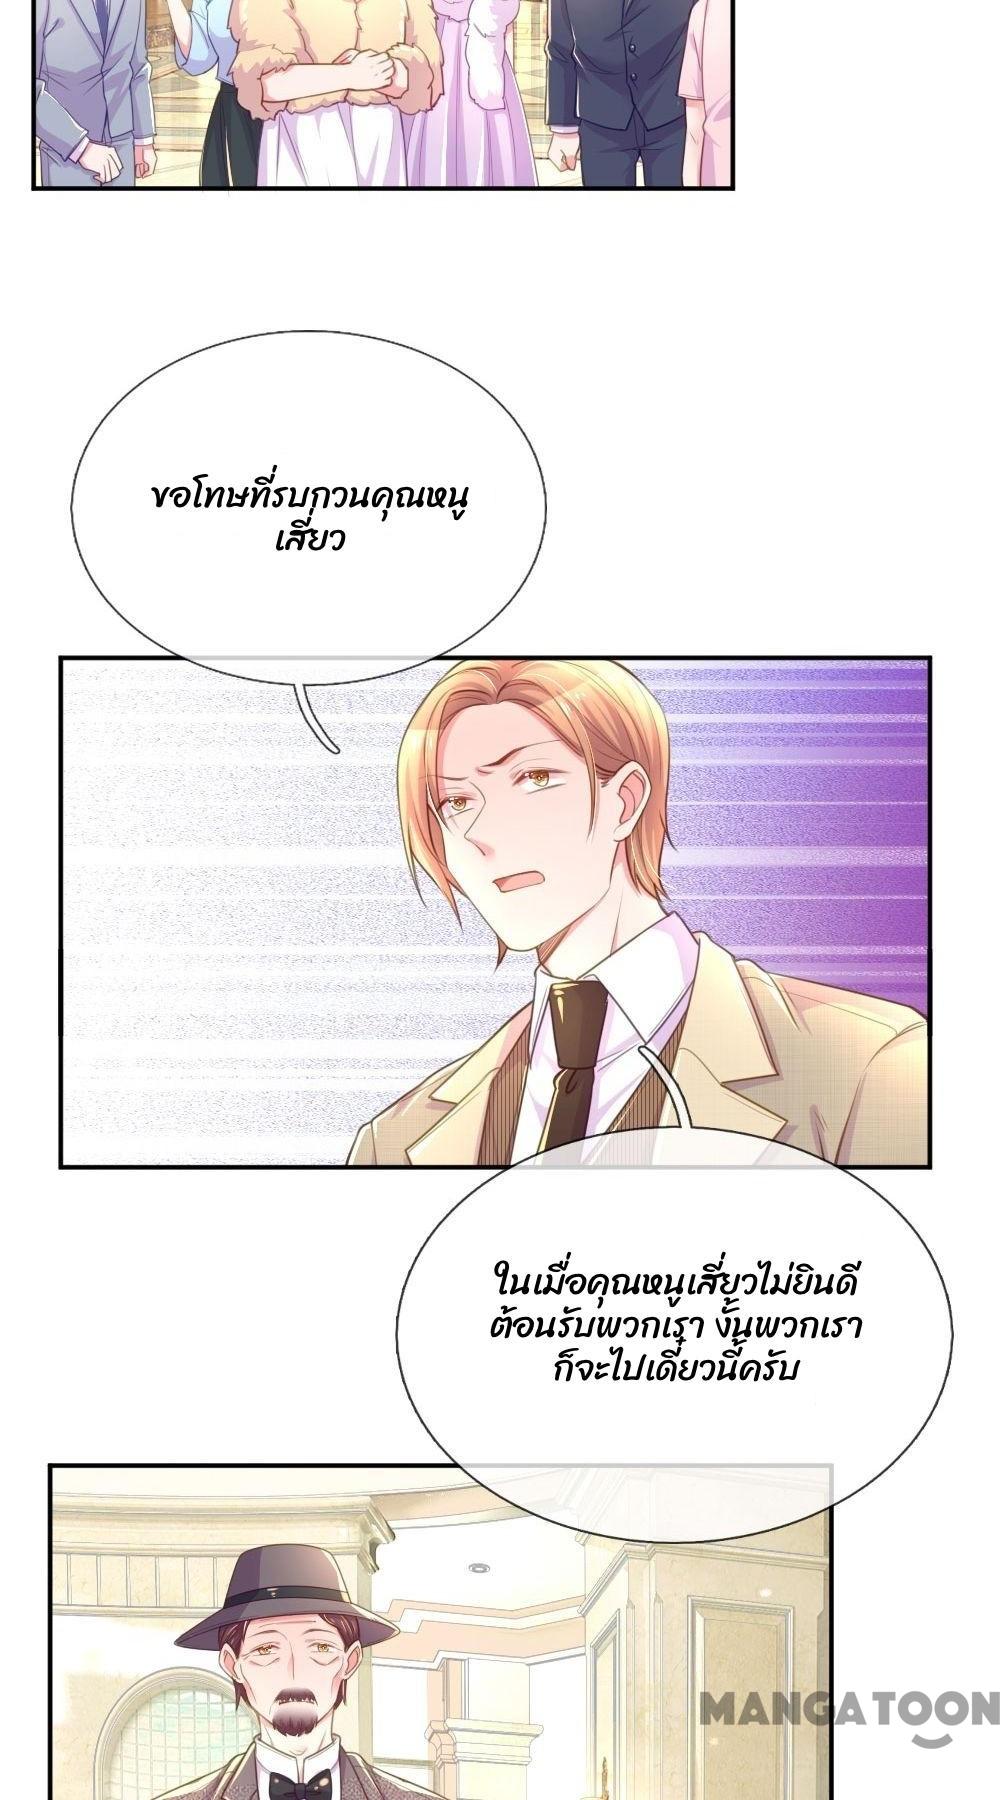 ขอโทษที่รบกวนคุณหนู
เสี่ยว
ในเมื่อคุณหนูเสี่ยวไม่ยินดี
ต้อนรับพวกเรา งั้นพวกเรา
ก็จะไปเดี๋ยวนี้ครับ
MANGATOON